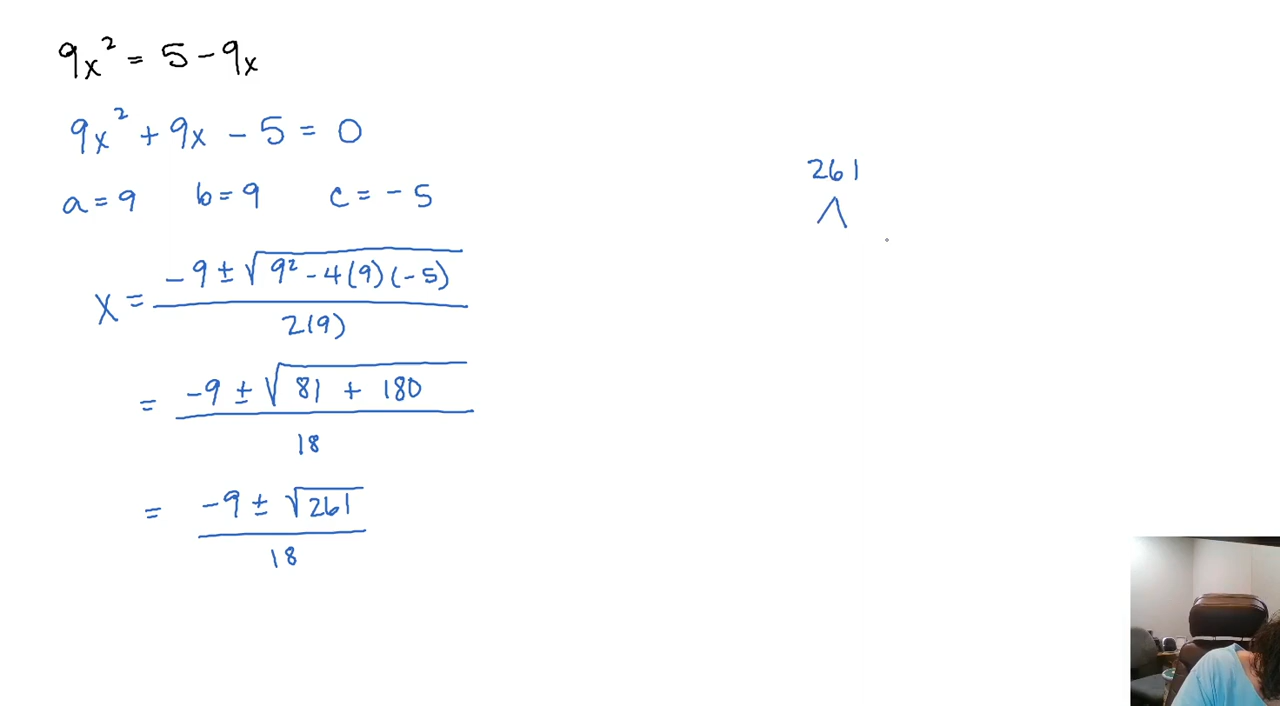 9x² = 5 - 9x
9x² + 9x - 5 = 0
a = 9 b = 9 c = - 5
x = (-9 ± √(9² - 4(9)(-5))) / 2(9)
= (-9 ± √(81 + 180)) / 18
= (-9 ± √261) / 18
261